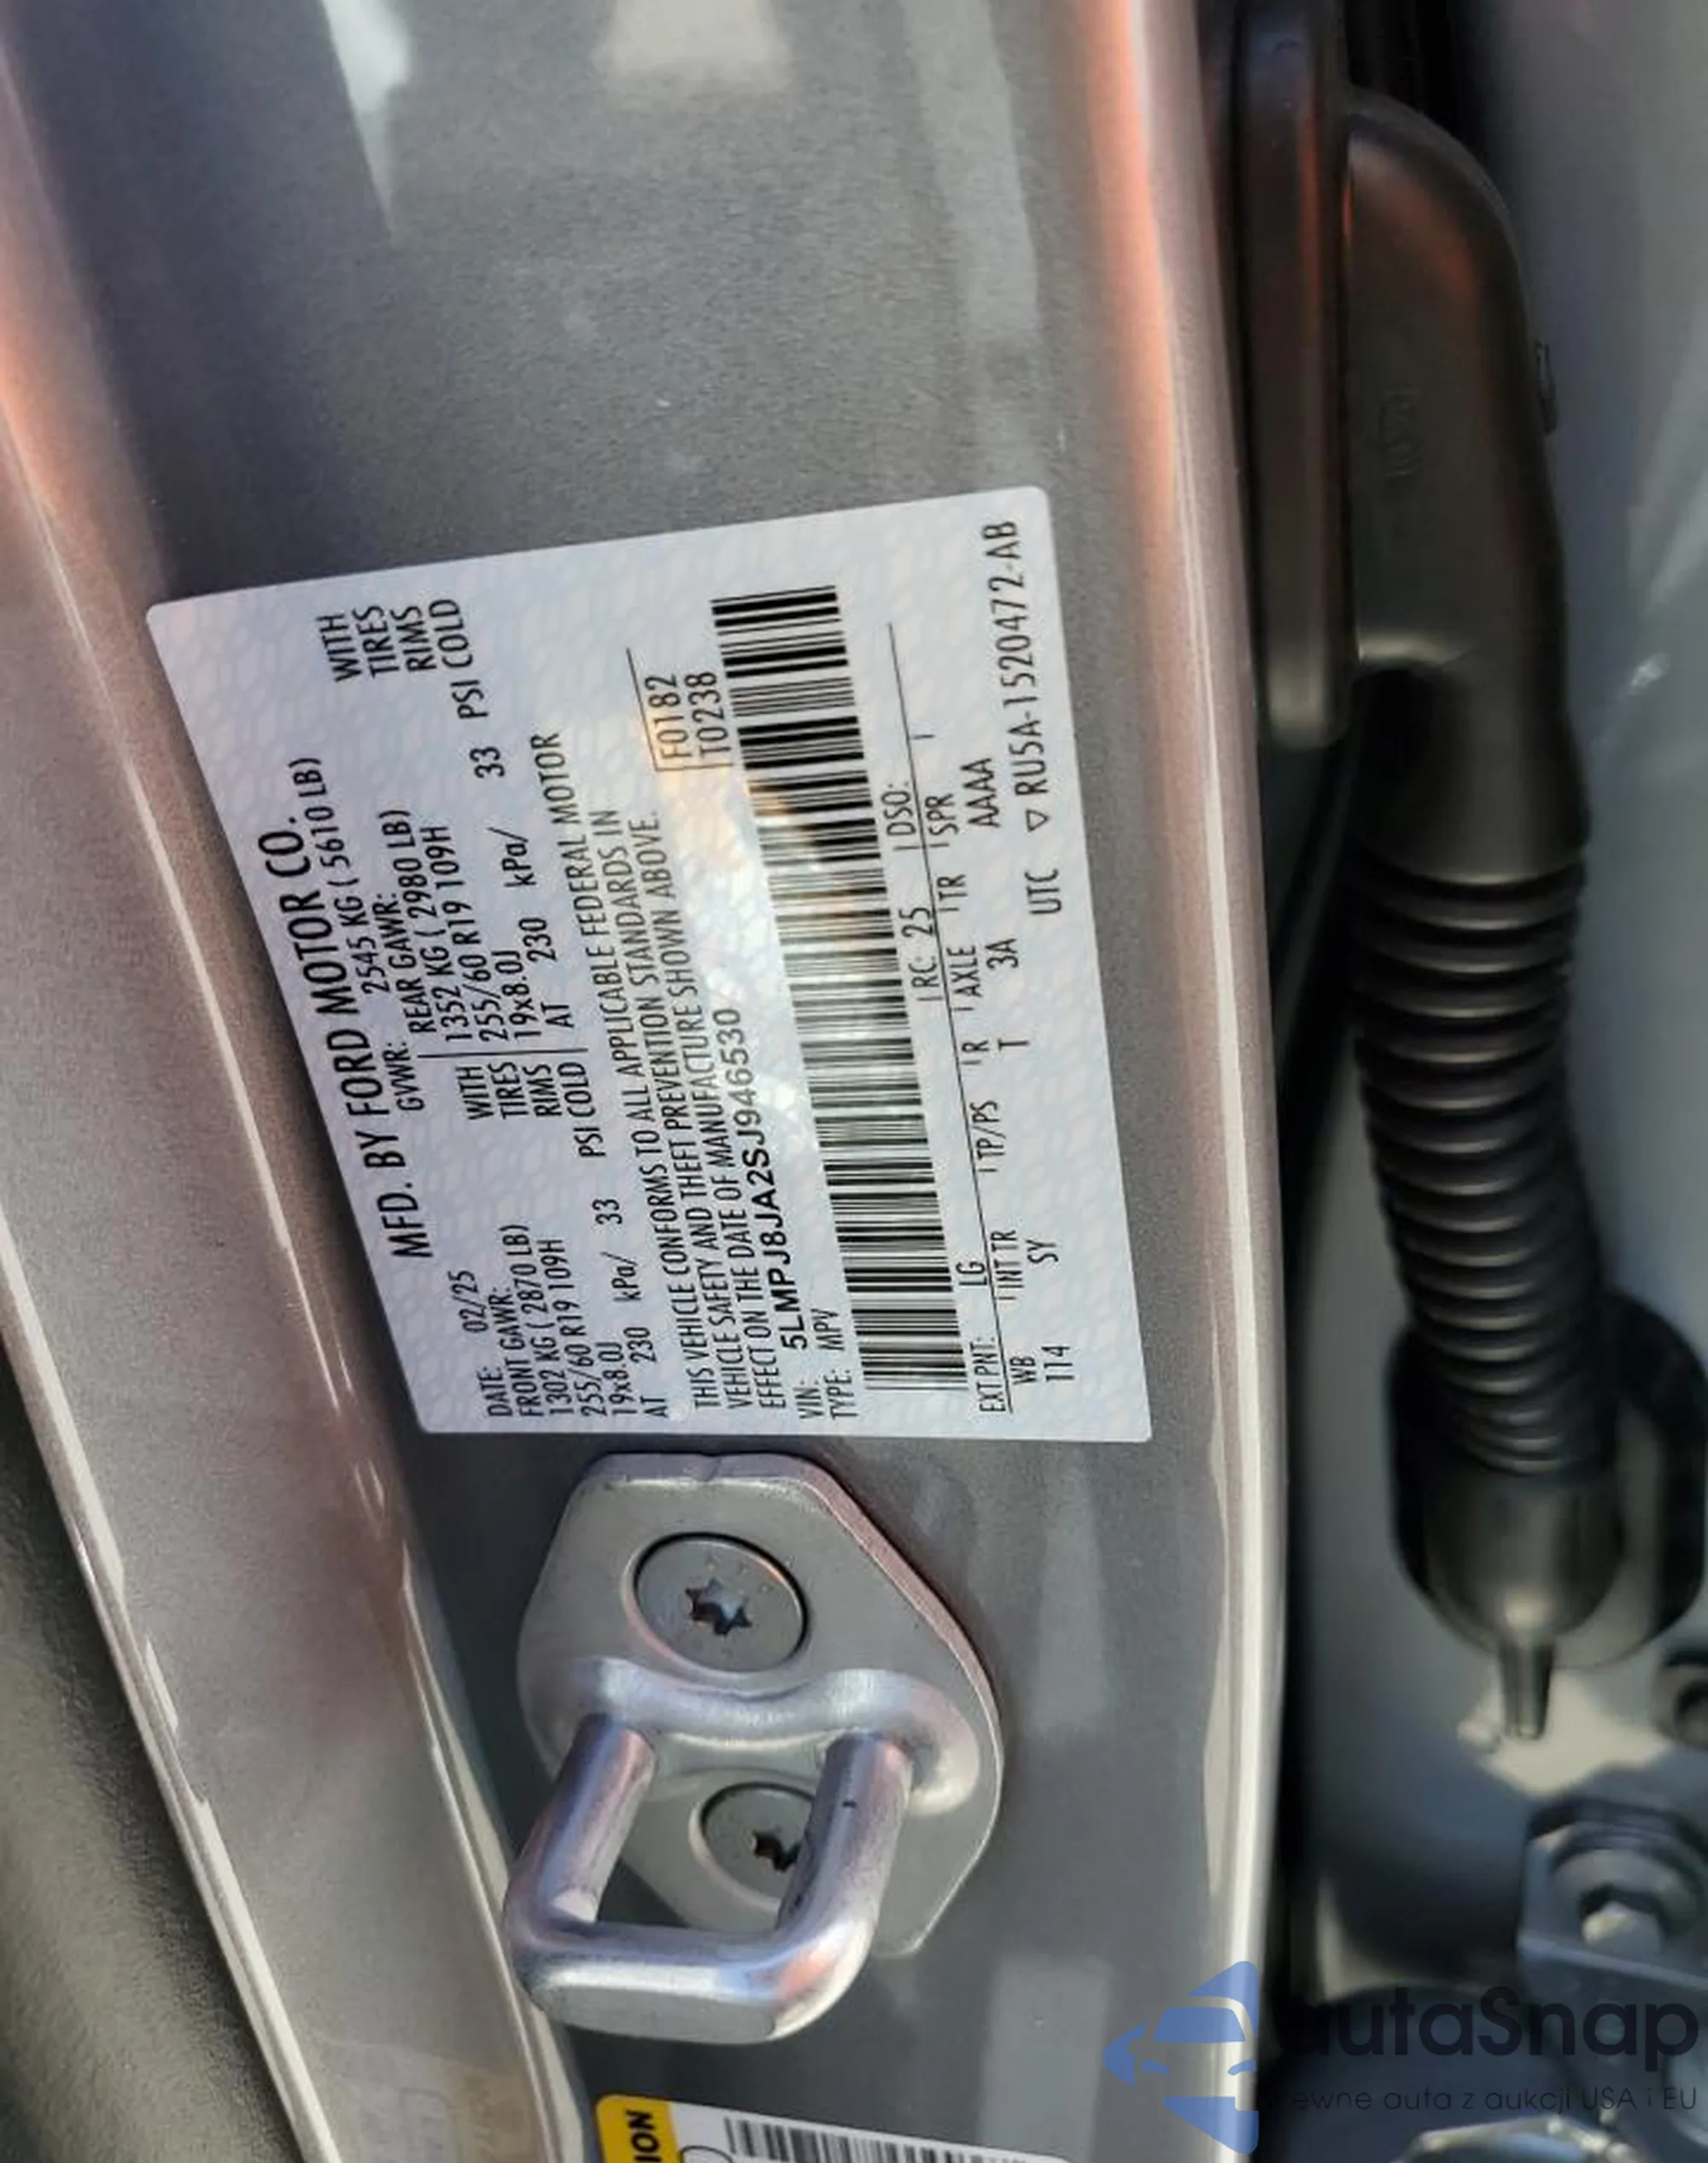 MFD. BY FORD MOTOR CO.
DATE: 02/25 GVWR: 2545 KG ( 5610 LB)
FRONT GAWR: REAR GAWR: WITH
1302 KG ( 2870 LB) WITH 1352 KG ( 2980 LB) TIRES
255/60 R19 109H TIRES 255/60 R19 109H RIMS
19x8.0J RIMS 19x8.0J PSI COLD
AT 230 kPa/ 33 PSI COLD AT 230 kPa/ 33
THIS VEHICLE CONFORMS TO ALL APPLICABLE FEDERAL MOTOR
VEHICLE SAFETY AND THEFT PREVENTION STANDARDS IN
EFFECT ON THE DATE OF MANUFACTURE SHOWN ABOVE.
VIN: 5LMPJ8JA2SJ946530 F0182
TYPE: MPV T0238
EXT PNT: LG RC: 25 DSO:
WB INT TR TP/PS R AXLE TR SPR
114 SY T 3A AAAA
UTC ▽ RU5A-1520472-AB
ION
autaSnap
ewne auta z aukcji USA i EU